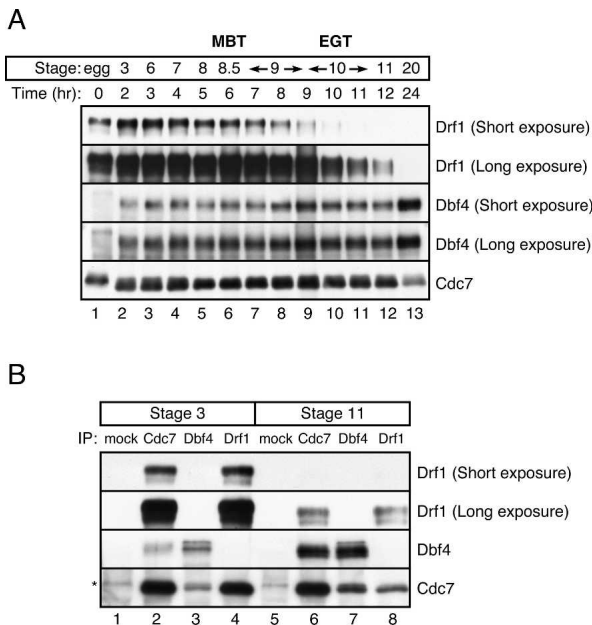 A
MBT EGT
Stage: egg 3 6 7 8 8.5 9 10 11 20
Time (hr): 0 2 3 4 5 6 7 8 9 10 11 12 24
Drf1 (Short exposure)
Drf1 (Long exposure)
Dbf4 (Short exposure)
Dbf4 (Long exposure)
Cdc7
1 2 3 4 5 6 7 8 9 10 11 12 13
B
Stage 3 Stage 11
IP: mock Cdc7 Dbf4 Drf1 mock Cdc7 Dbf4 Drf1
Drf1 (Short exposure)
Drf1 (Long exposure)
Dbf4
* Cdc7
1 2 3 4 5 6 7 8